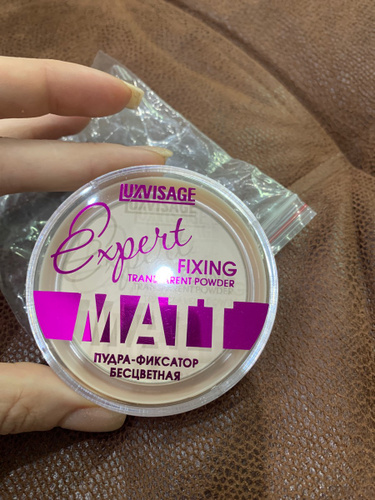 LUXVISAGE
Expert
FIXING
TRANSPARENT POWDER
MATT
ПУДРА-ФИКСАТОР
БЕСЦВЕТНАЯ